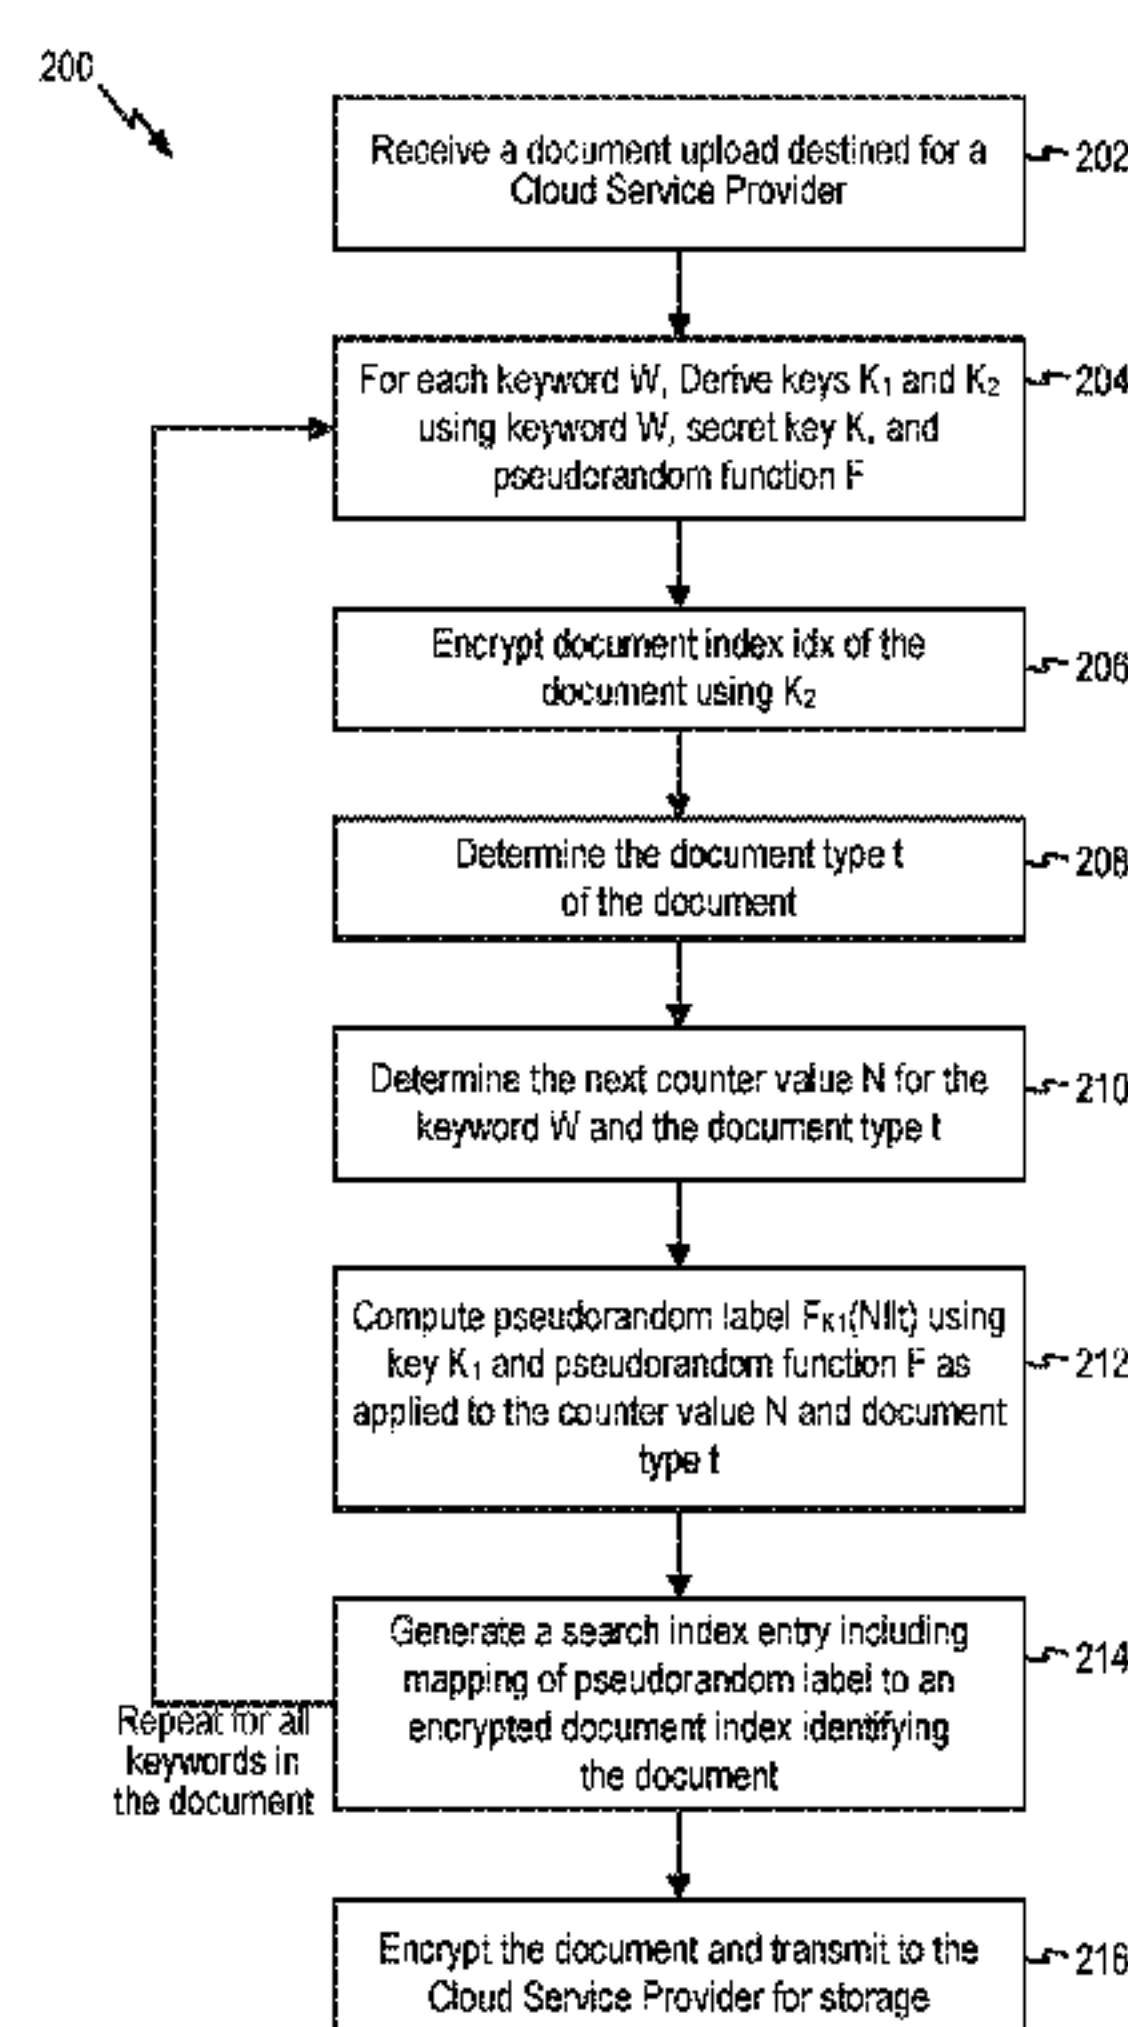 200
Receive a document upload destined for a
Cloud Service Provider
202
For each keyword W, Derive keys K₁ and K₂
using keyword W, secret key K, and
pseudorandom function F
204
Encrypt document index idx of the
document using K₂
206
Determine the document type t
of the document
208
Determine the next counter value N for the
keyword W and the document type t
210
Compute pseudorandom label Fₖ₁(N||t) using
key K₁ and pseudorandom function F as
applied to the counter value N and document
type t
212
Generate a search index entry including
mapping of pseudorandom label to an
encrypted document index identifying
the document
214
Repeat for all
keywords in
the document
Encrypt the document and transmit to the
Cloud Service Provider for storage
216